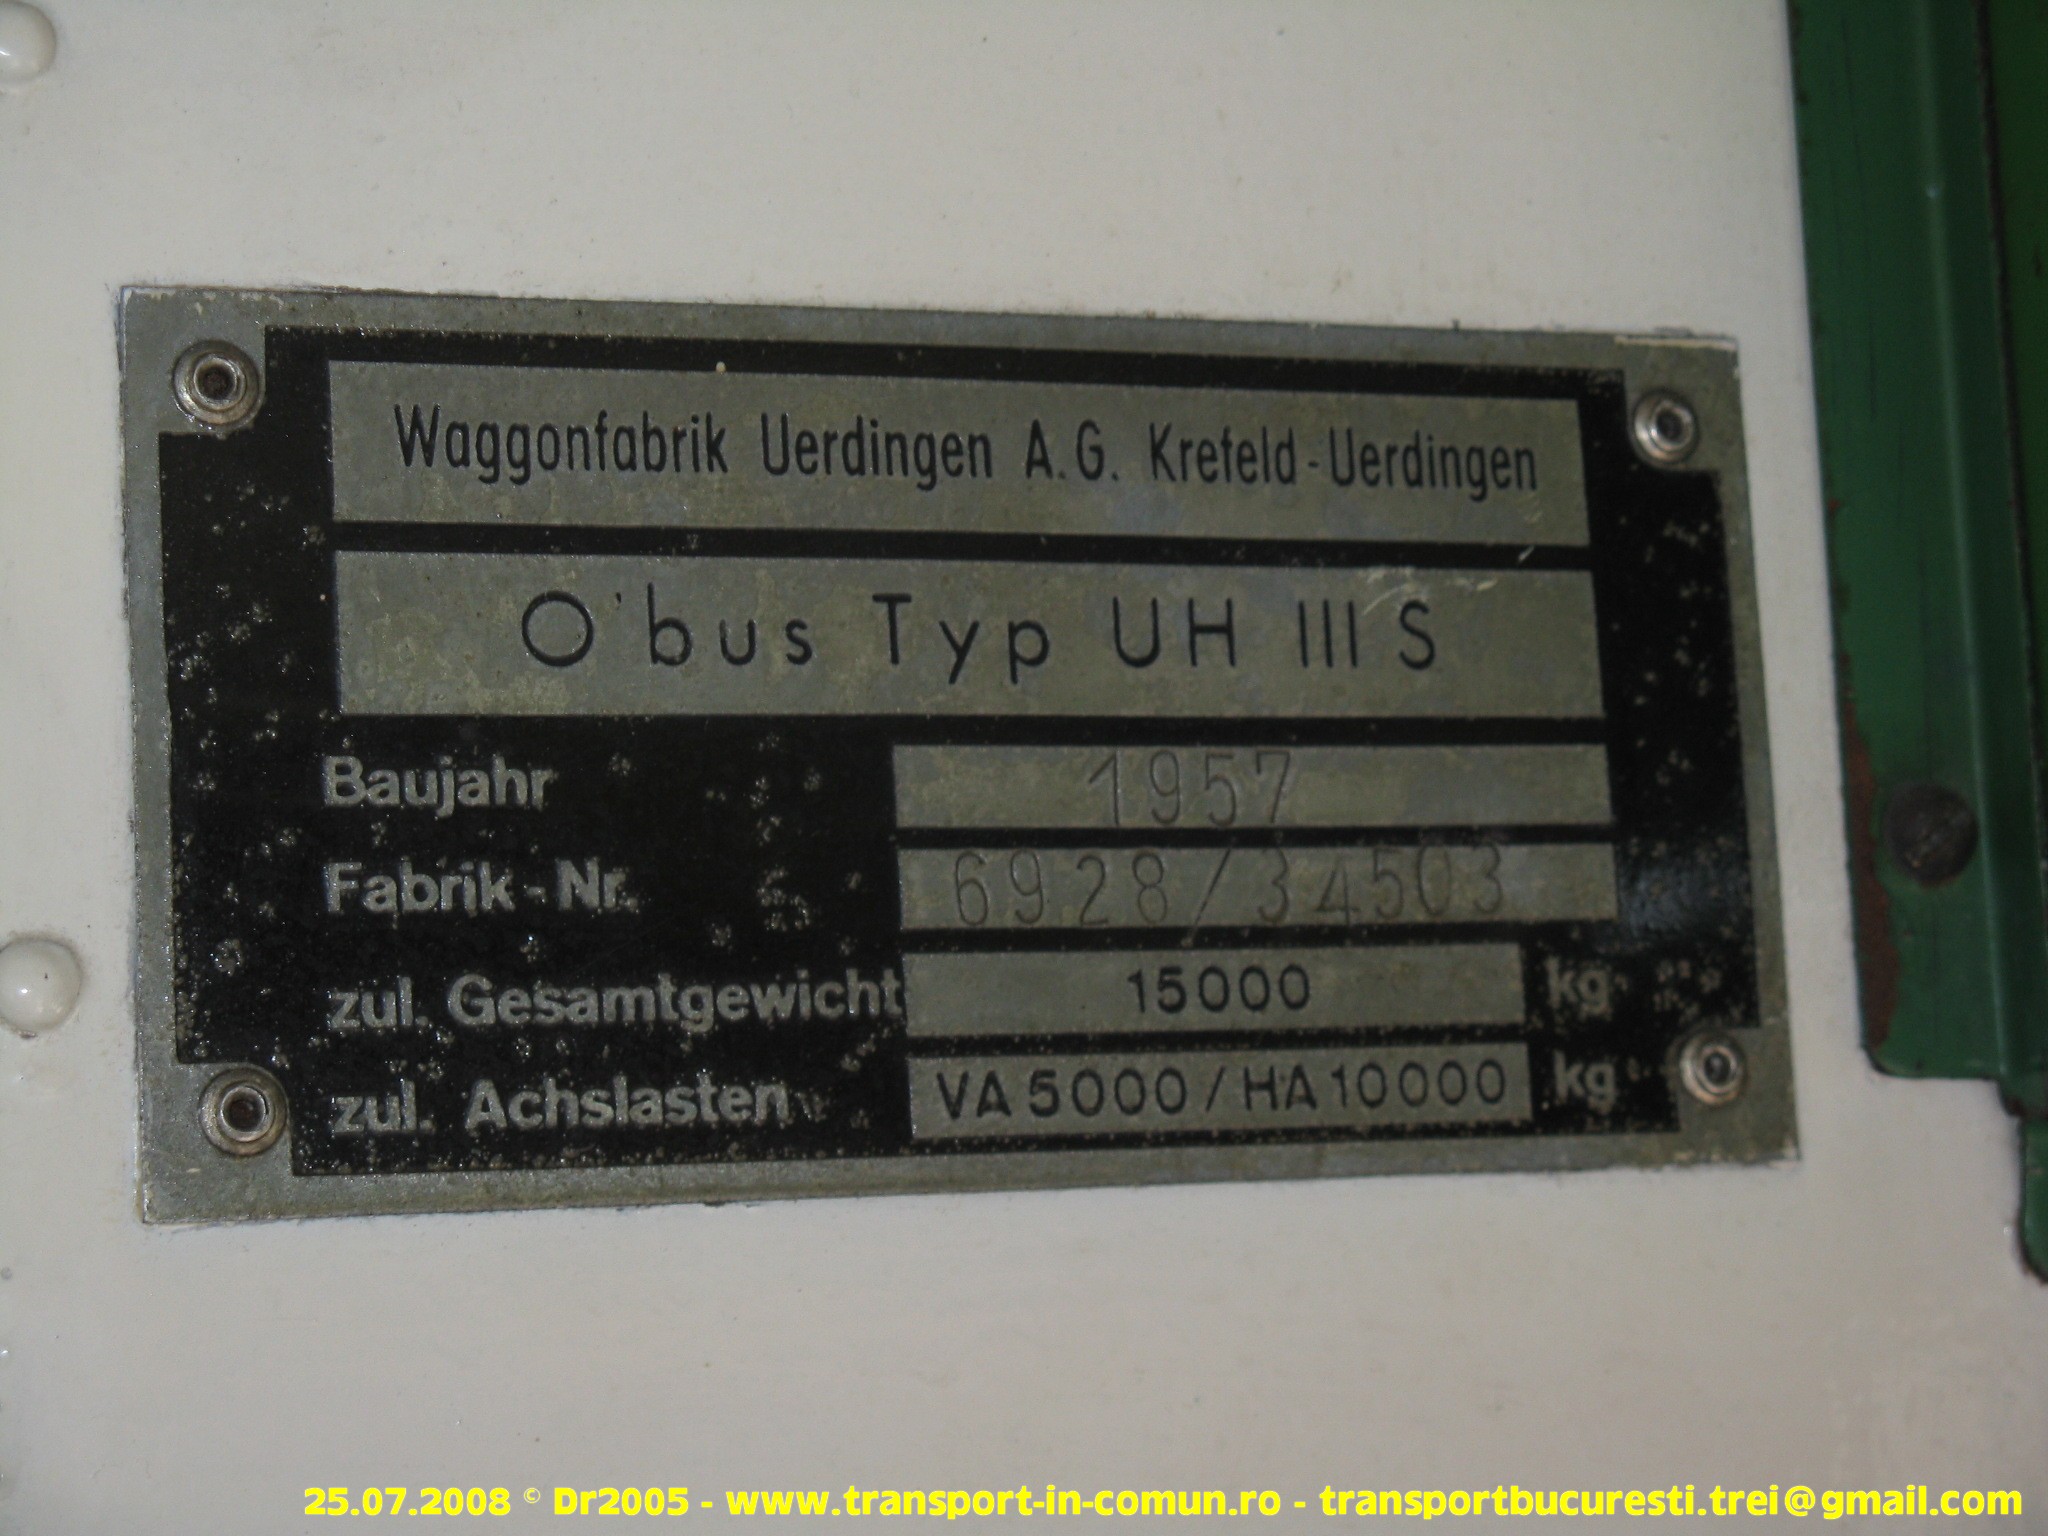 Waggonfabrik Uerdingen A.G. Krefeld-Uerdingen
O'bus Typ UH III S
Baujahr 1957
Fabrik-Nr. 6928/34503
zul. Gesamtgewicht 15000 kg
zul. Achslasten VA 5000/HA 10000 kg
25.07.2008 © Dr2005 - www.transport-in-comun.ro - transportbucuresti.trei@gmail.com